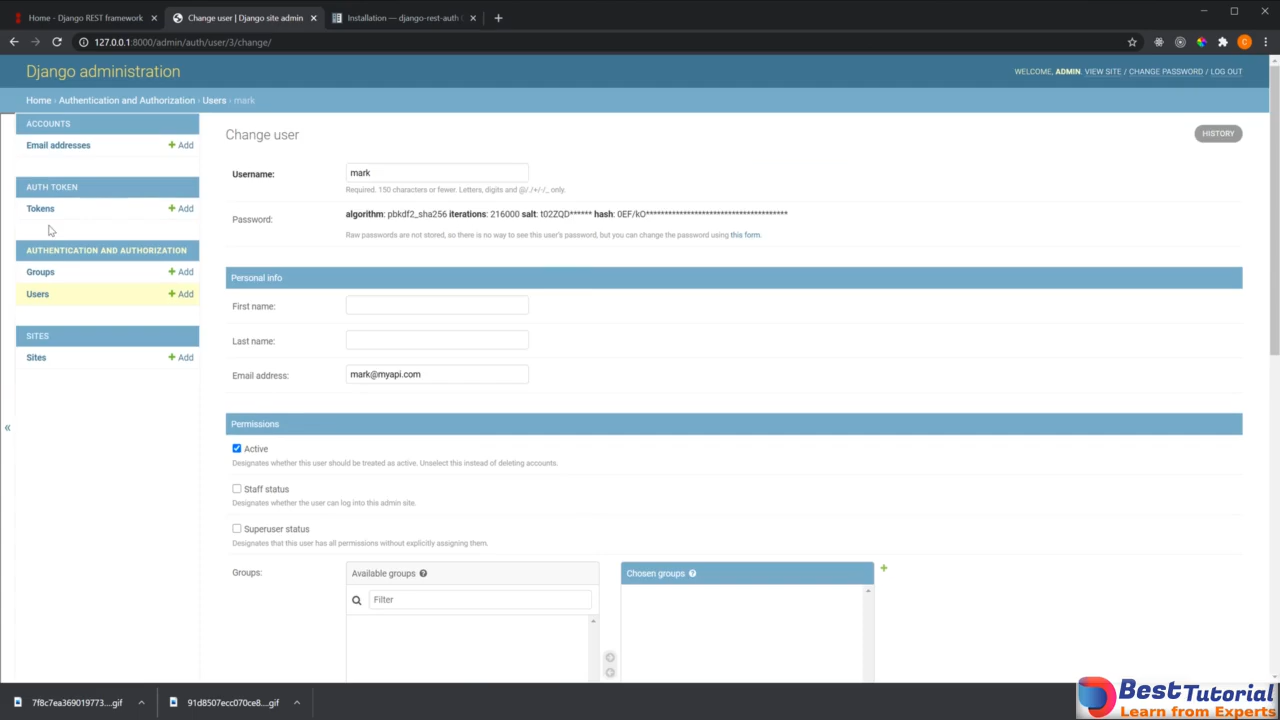 Home - Django REST framework
Change user | Django site admin
Installation — django-rest-auth
127.0.0.1:8000/admin/auth/user/3/change/
C
Django administration
WELCOME, ADMIN. VIEW SITE / CHANGE PASSWORD / LOG OUT
Home › Authentication and Authorization › Users › mark
ACCOUNTS
Email addresses + Add
AUTH TOKEN
Tokens + Add
AUTHENTICATION AND AUTHORIZATION
Groups + Add
Users + Add
SITES
Sites + Add
«
Change user
HISTORY
Username: mark
Required. 150 characters or fewer. Letters, digits and @/./+/-/_ only.
Password: algorithm: pbkdf2_sha256 iterations: 216000 salt: t02ZQD****** hash: 0EF/kO**************************************
Raw passwords are not stored, so there is no way to see this user's password, but you can change the password using this form.
Personal info
First name:
Last name:
Email address: mark@myapi.com
Permissions
Active
Designates whether this user should be treated as active. Unselect this instead of deleting accounts.
Staff status
Designates whether the user can log into this admin site.
Superuser status
Designates that this user has all permissions without explicitly assigning them.
Groups:
Available groups ?
Filter
Chosen groups ?
7f8c7ea369019773....gif
91d8507ecc070ce8....gif
BestTutorial
Learn from Experts